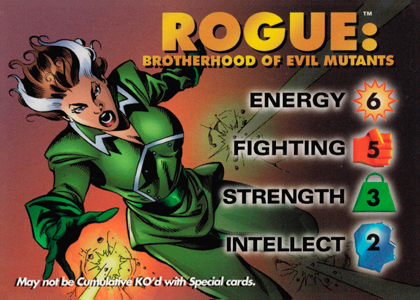 ROGUE:™
BROTHERHOOD OF EVIL MUTANTS
ENERGY 6
FIGHTING 5
STRENGTH 3
INTELLECT 2
May not be Cumulative KO'd with Special cards.